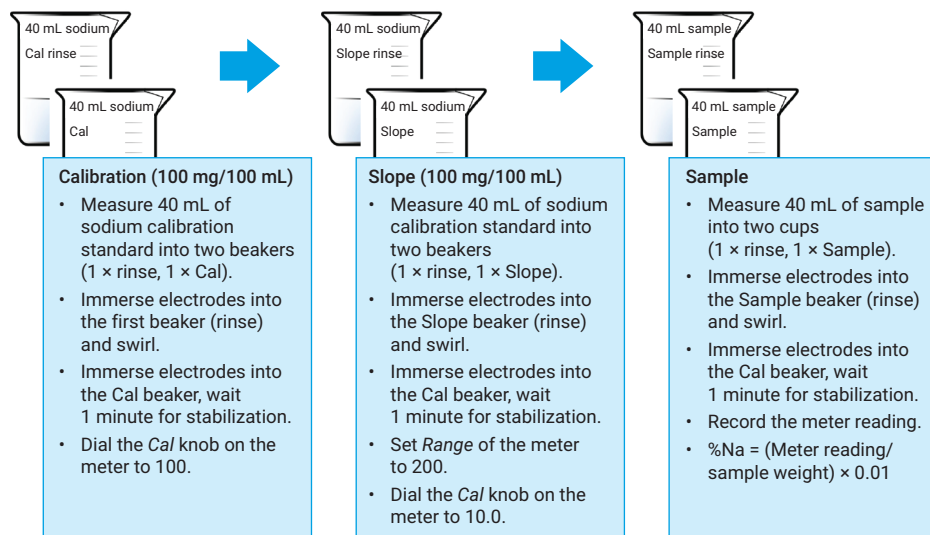 40 mL sodium
Cal rinse
40 mL sodium
Cal
40 mL sodium
Slope rinse
40 mL sodium
Slope
40 mL sample
Sample rinse
40 mL sample
Sample
Calibration (100 mg/100 mL)
• Measure 40 mL of
sodium calibration
standard into two beakers
(1 × rinse, 1 × Cal).
• Immerse electrodes into
the first beaker (rinse)
and swirl.
• Immerse electrodes into
the Cal beaker, wait
1 minute for stabilization.
• Dial the Cal knob on the
meter to 100.
Slope (100 mg/100 mL)
• Measure 40 mL of sodium
calibration standard into
two beakers
(1 × rinse, 1 × Slope).
• Immerse electrodes into
the Slope beaker (rinse)
and swirl.
• Immerse electrodes into
the Cal beaker, wait
1 minute for stabilization.
• Set Range of the meter
to 200.
• Dial the Cal knob on the
meter to 10.0.
Sample
• Measure 40 mL of sample
into two cups
(1 × rinse, 1 × Sample).
• Immerse electrodes into
the Sample beaker (rinse)
and swirl.
• Immerse electrodes into
the Cal beaker, wait
1 minute for stabilization.
• Record the meter reading.
• %Na = (Meter reading/
sample weight) × 0.01